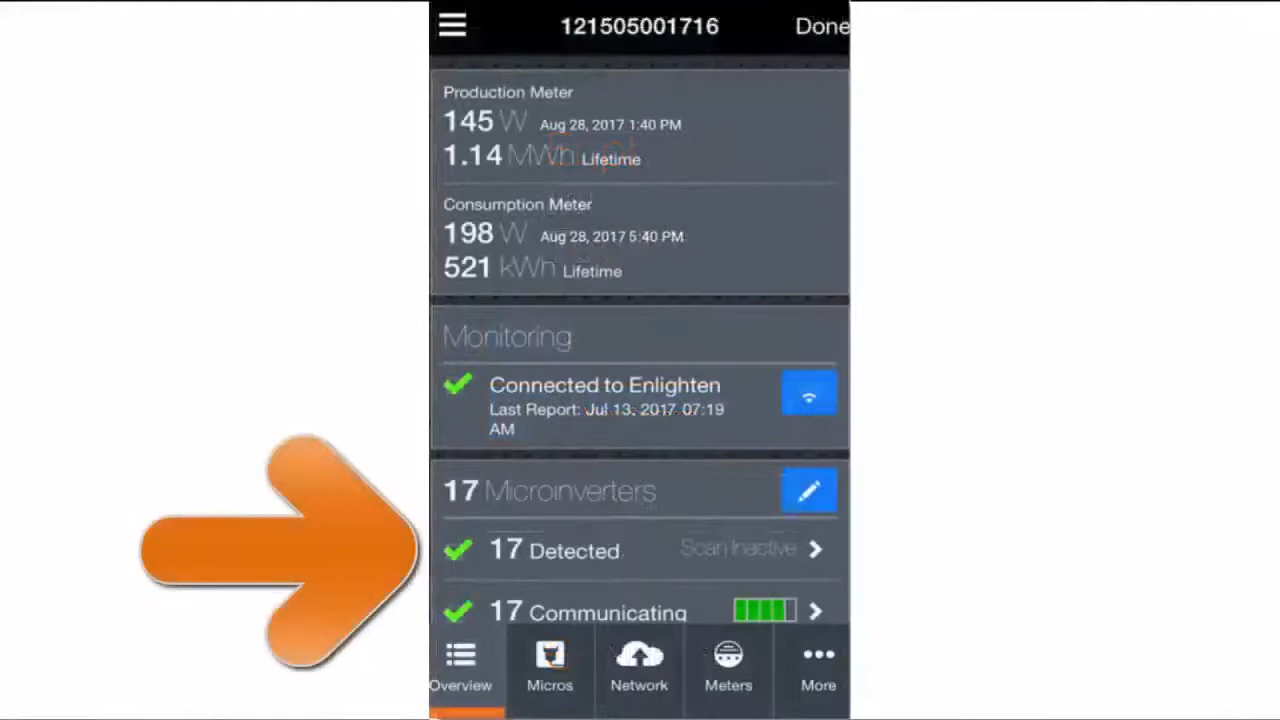 121505001716 Done
Production Meter
145 W Aug 28, 2017 1:40 PM
1.14 MWh Lifetime
Consumption Meter
198 W Aug 28, 2017 5:40 PM
521 kWh Lifetime
Monitoring
Connected to Enlighten
Last Report: Jul 13, 2017 07:19
AM
17 Microinverters
17 Detected Scan Inactive
17 Communicating
Overview Micros Network Meters More